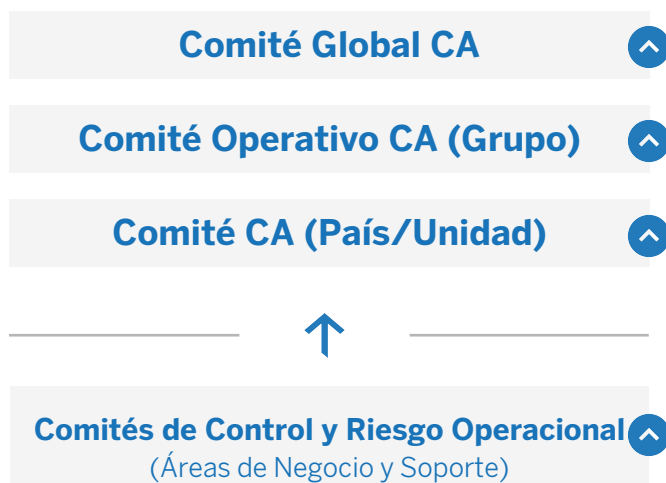 Comité Global CA
Comité Operativo CA (Grupo)
Comité CA (País/Unidad)
Comités de Control y Riesgo Operacional
(Áreas de Negocio y Soporte)